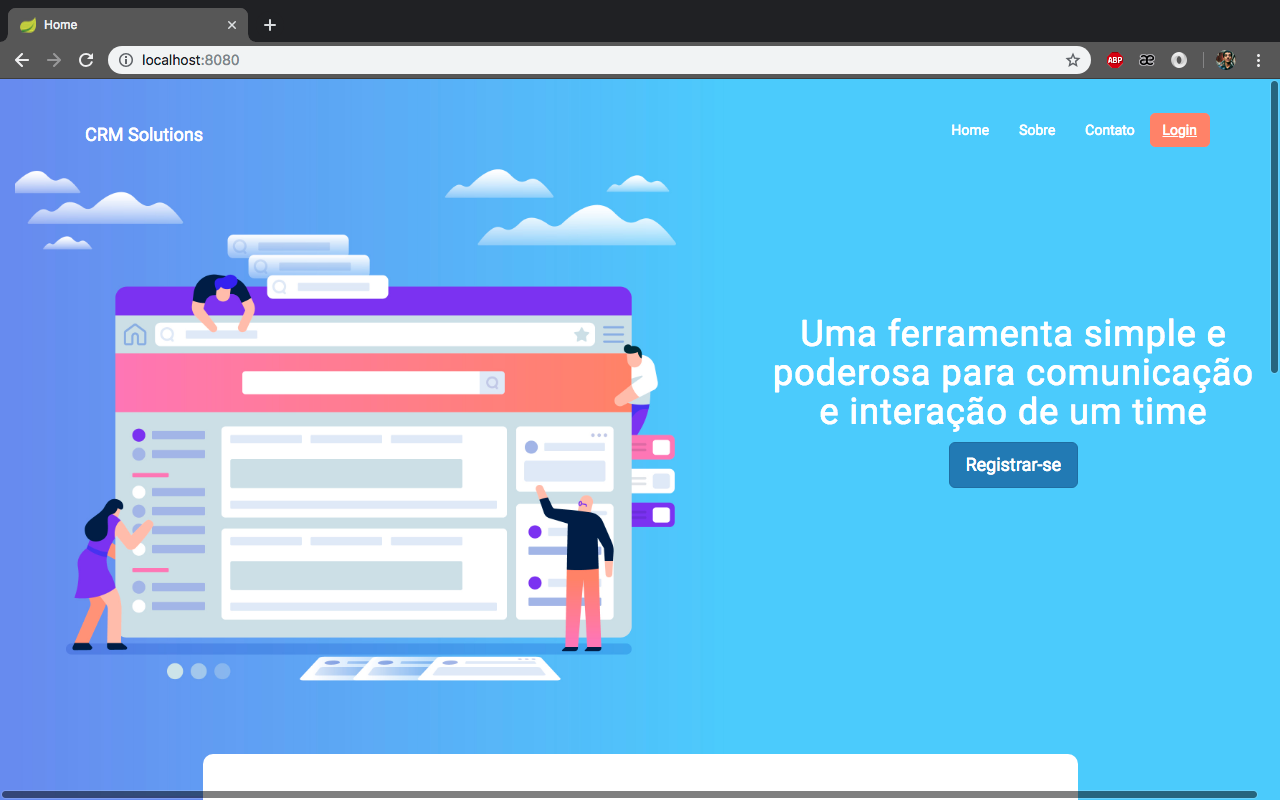 Home
localhost:8080
ABP
æ
CRM Solutions
Home Sobre Contato Login
Uma ferramenta simple e
poderosa para comunicação
e interação de um time
Registrar-se